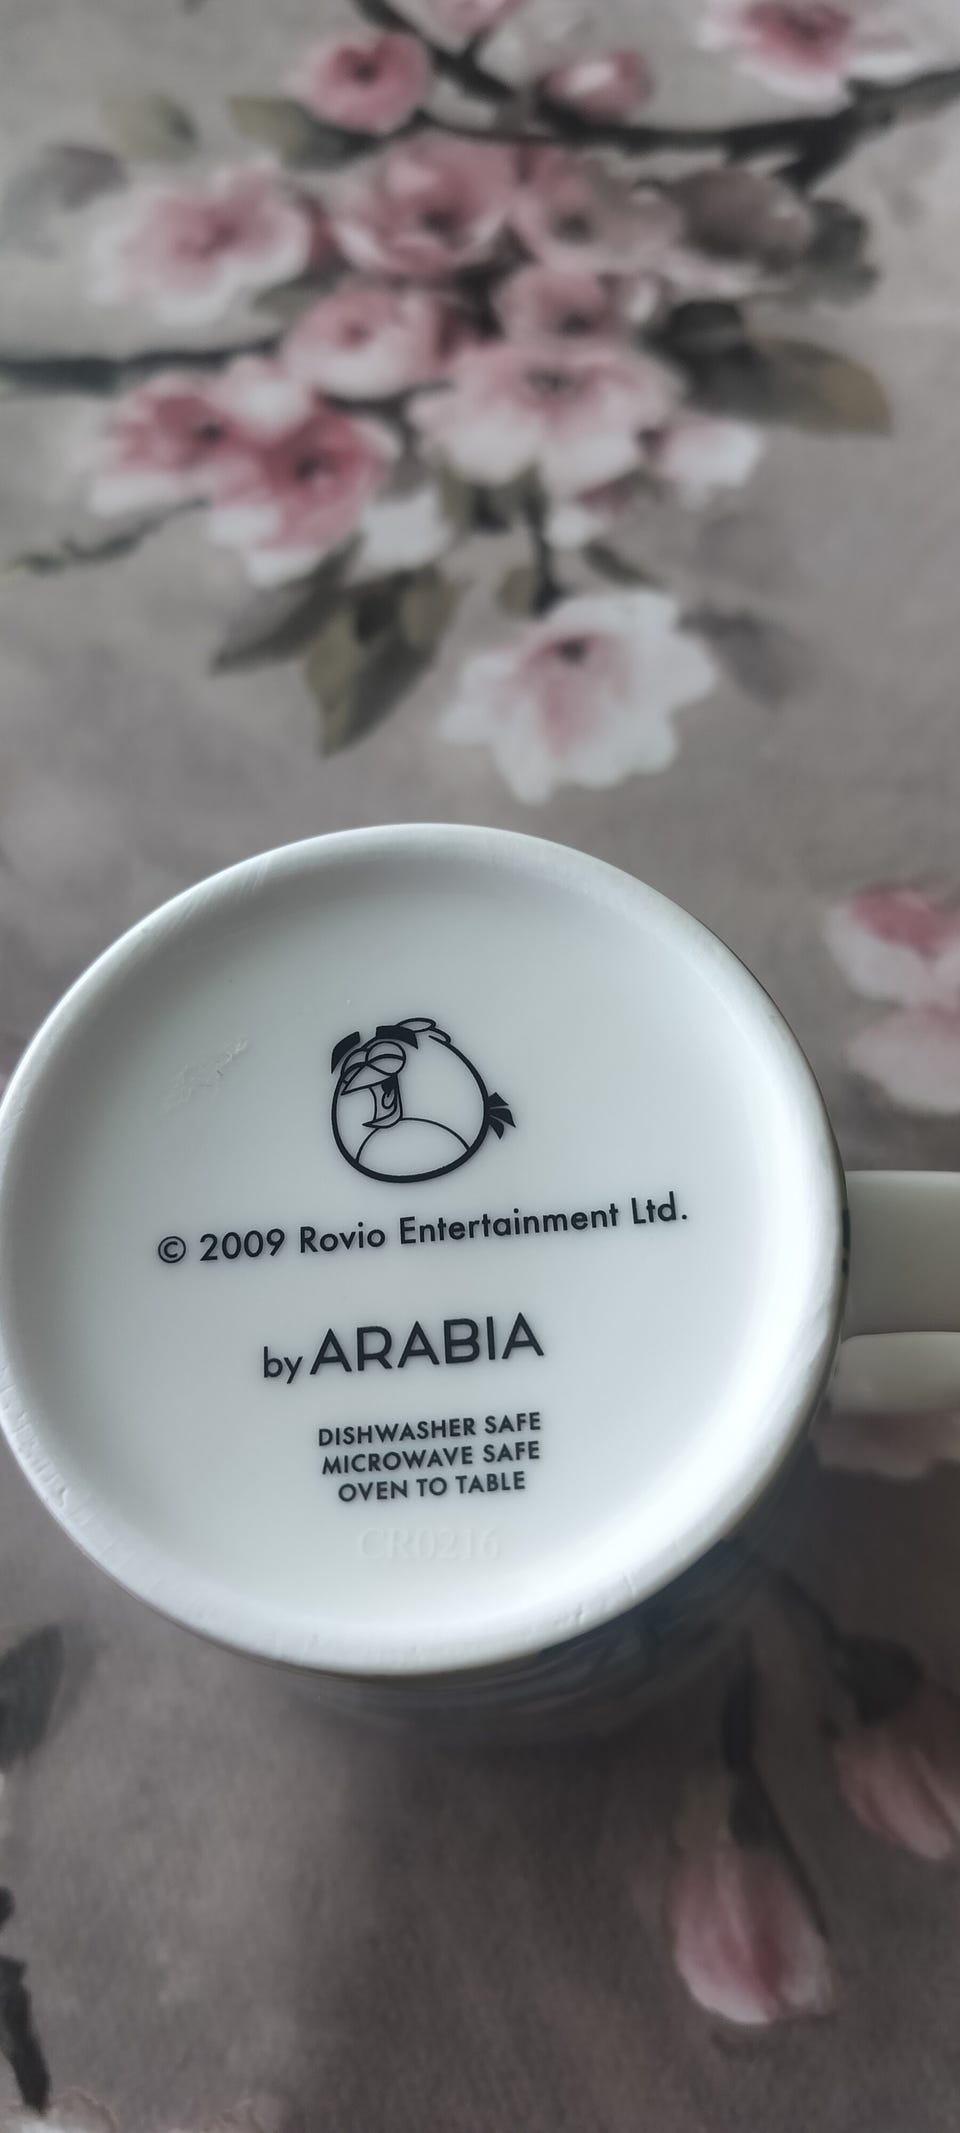 © 2009 Rovio Entertainment Ltd.
by ARABIA
DISHWASHER SAFE
MICROWAVE SAFE
OVEN TO TABLE
CR0216